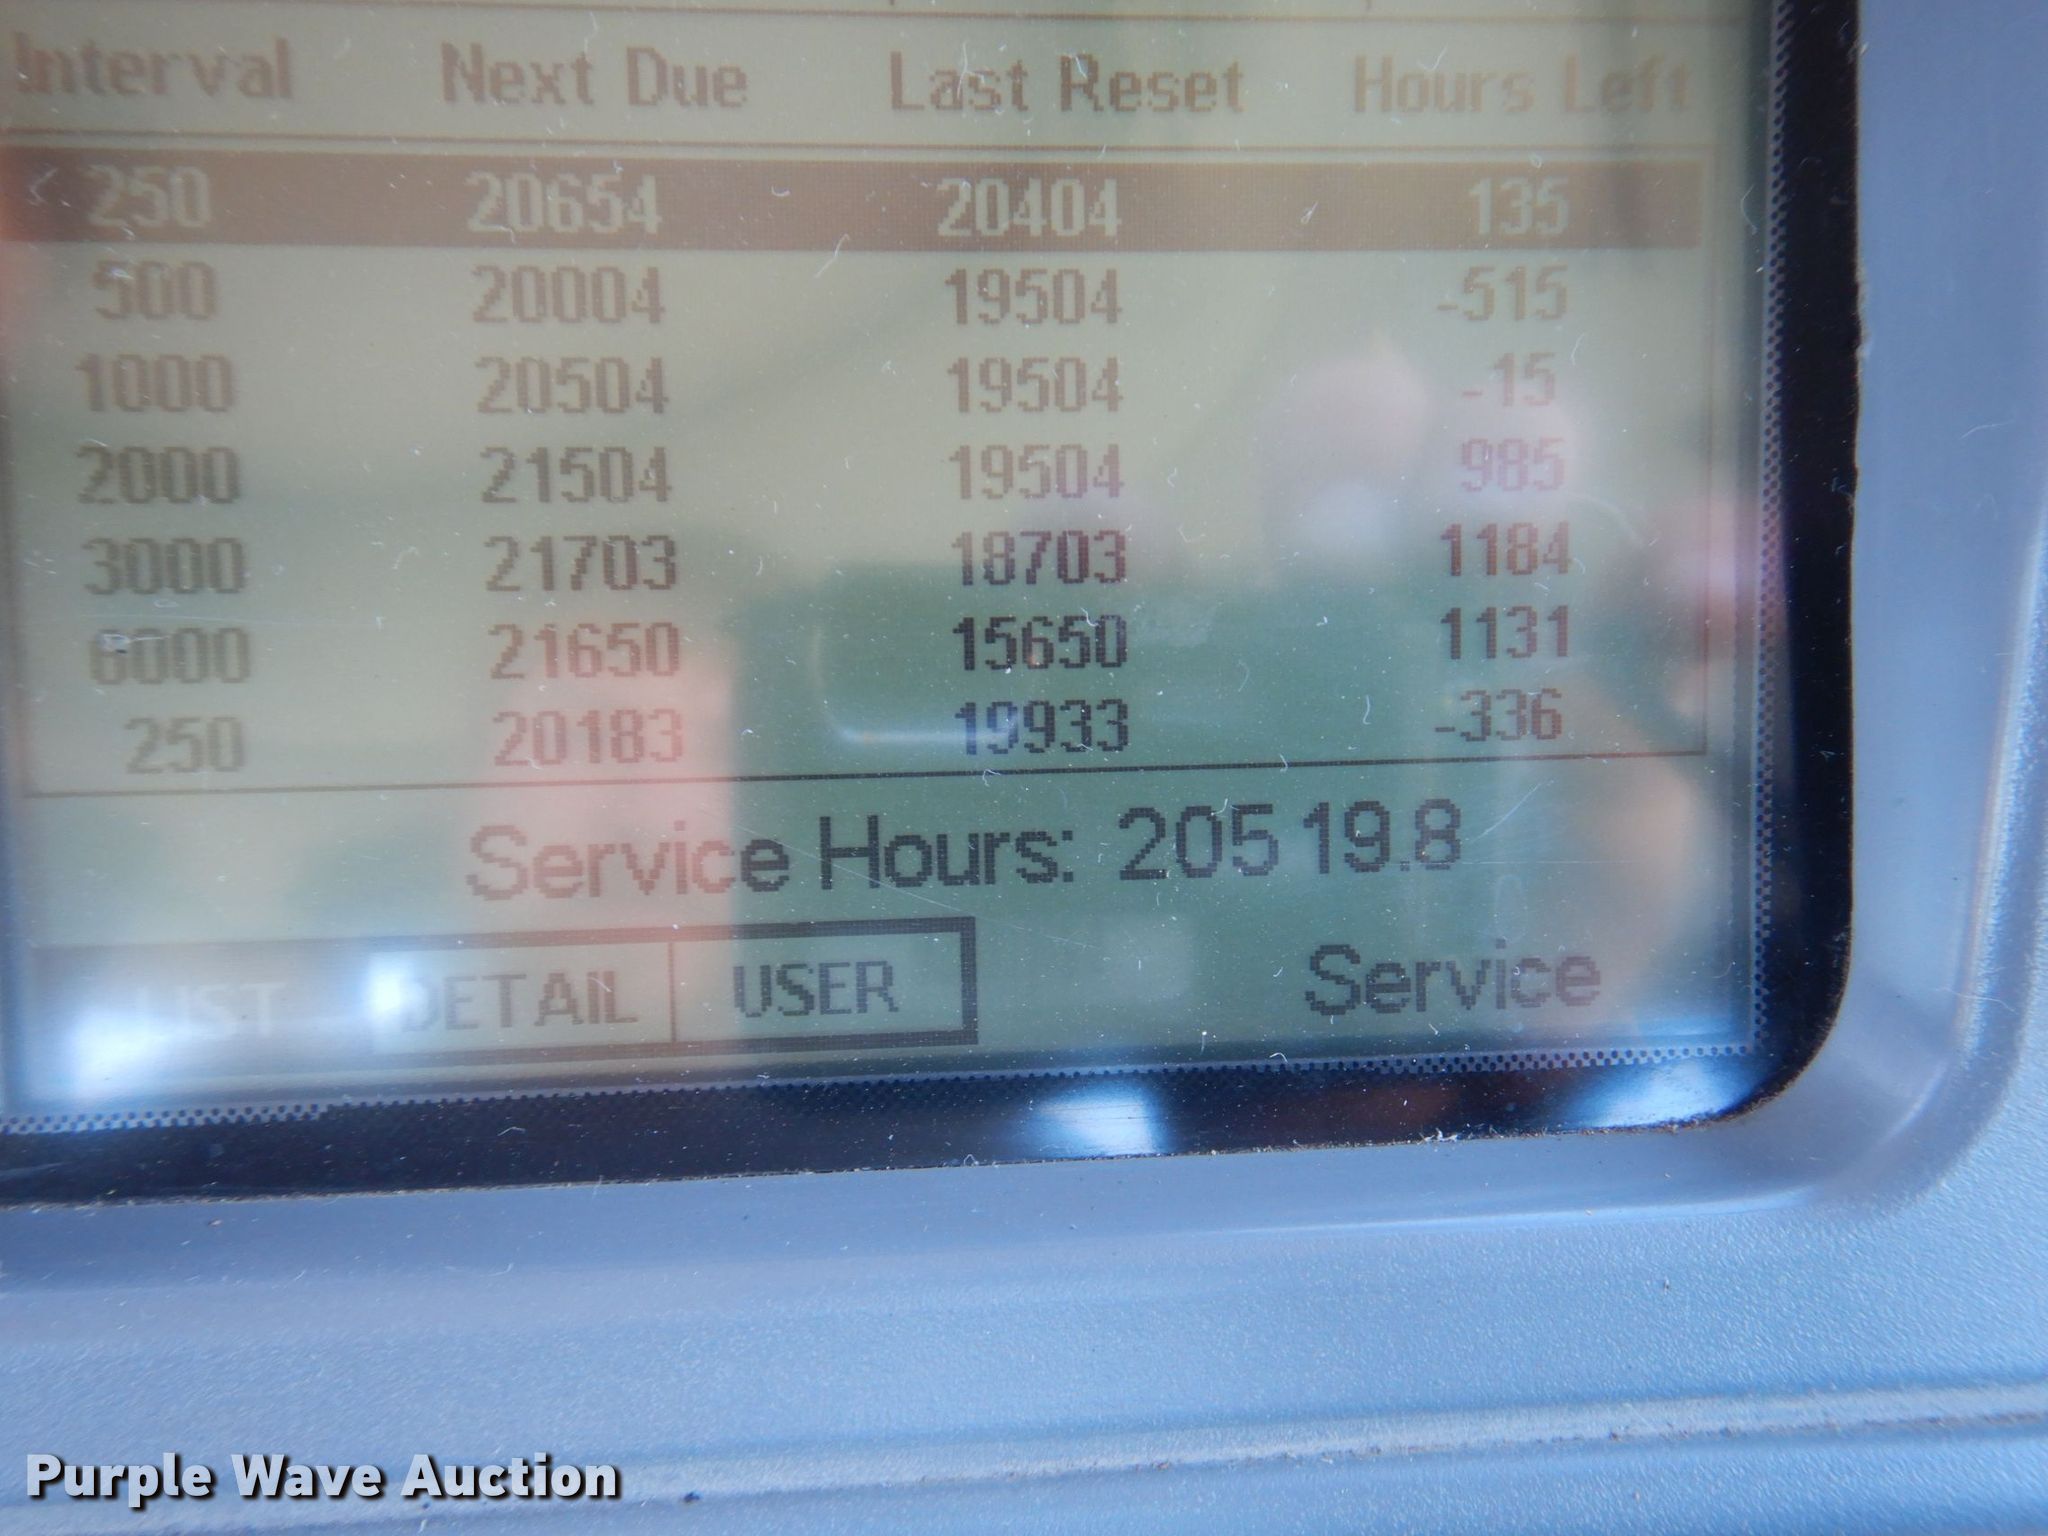 Interval Next Due Last Reset Hours Left
250 20654 20404 135
500 20004 19504 -515
1000 20504 19504 -15
2000 21504 19504 985
3000 21703 18703 1184
6000 21650 15650 1131
250 20183 19933 -336
Service Hours: 20519.8
LIST DETAIL USER Service
Purple Wave Auction